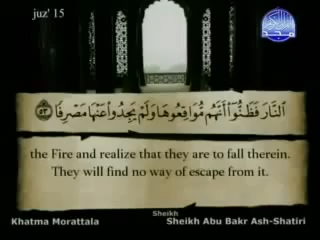 juz' 15
النَّارَ فَظَنُّوٓا۟ أَنَّهُم مُّوَاقِعُوهَا وَلَمْ يَجِدُوا۟ عَنْهَا مَصْرِفًا ۝٥٣
the Fire and realize that they are to fall therein.
They will find no way of escape from it.
Khatma Morattala
Sheikh
Sheikh Abu Bakr Ash-Shatiri